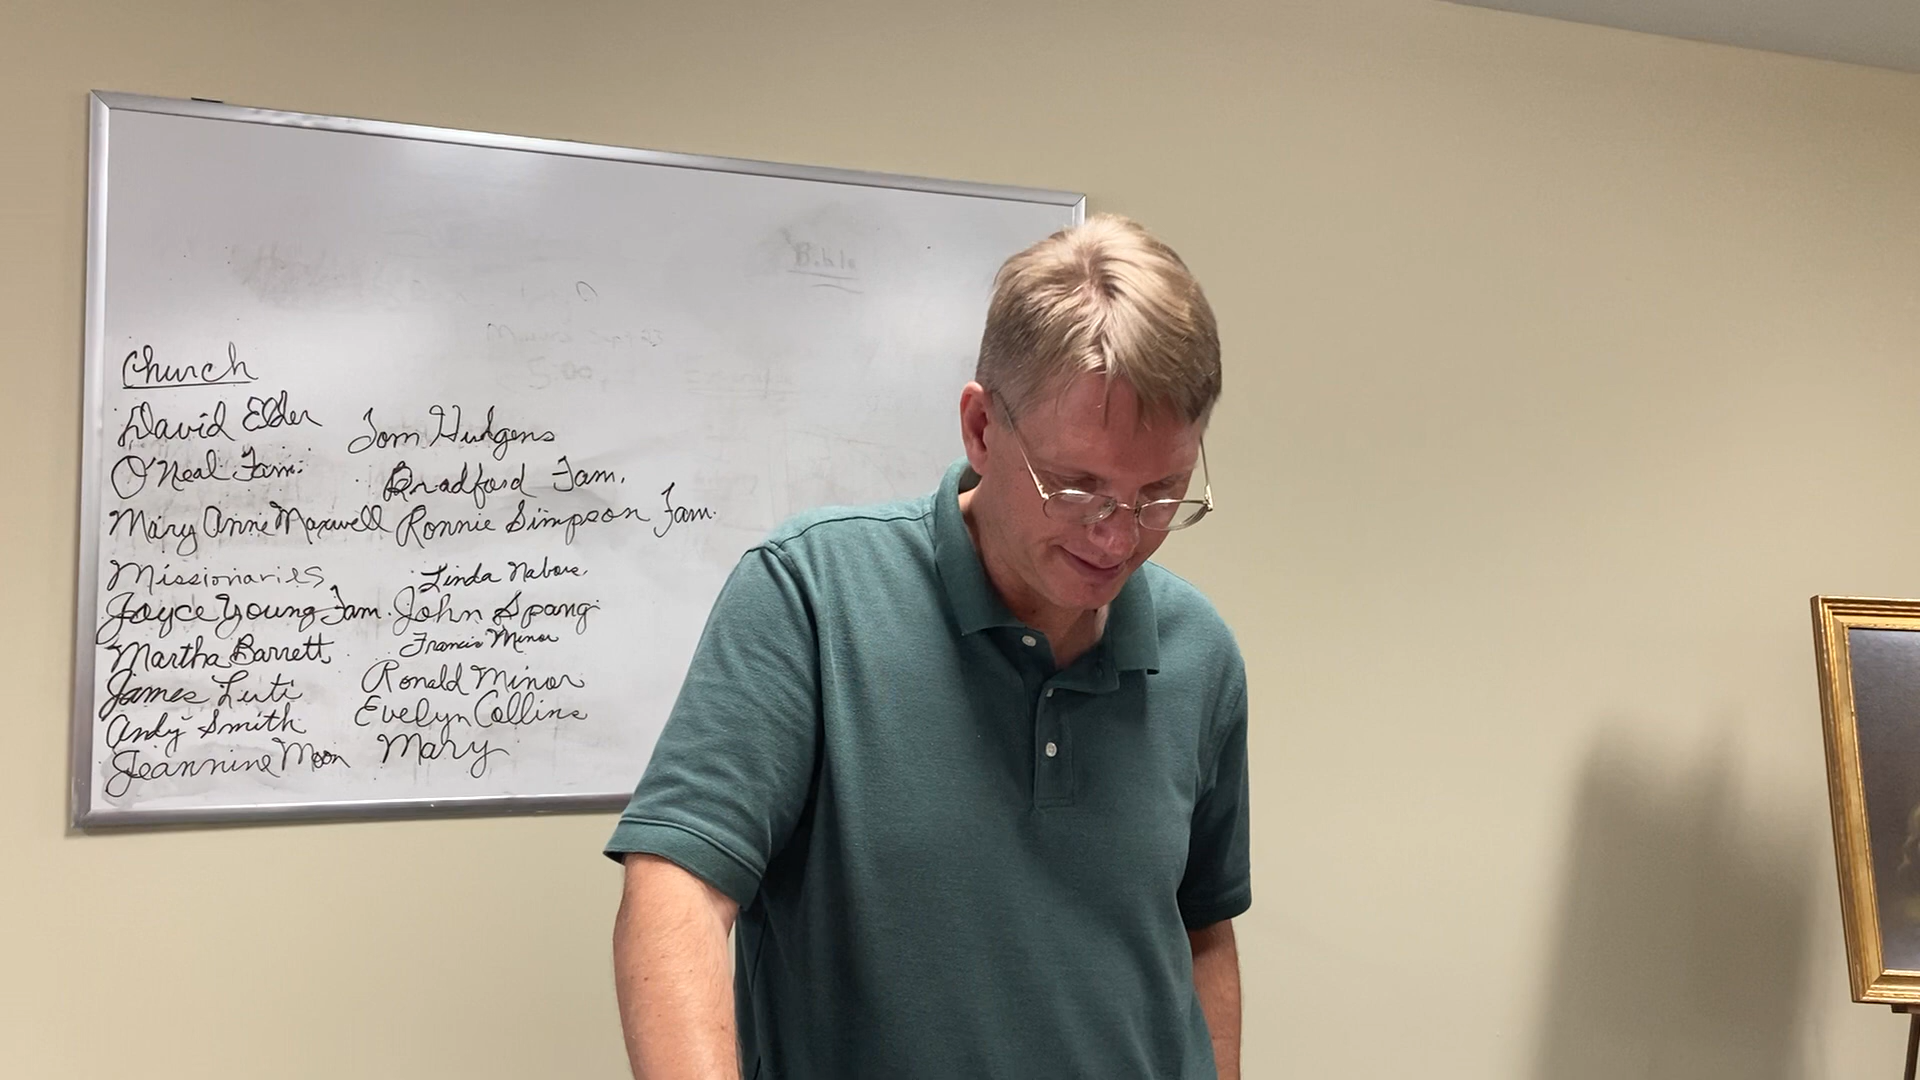 Bible
5:00
Church
David Elder Tom Hudgens
O'Neal Fam. Bradford Fam.
Mary Anne Maxwell Ronnie Simpson Fam.
Missionaries Linda Nabors
Joyce Young Fam. John Spang
Martha Barrett Francis Minor
James Ronald Minor
Andy Smith Evelyn Collins
Jeannine Moon Mary